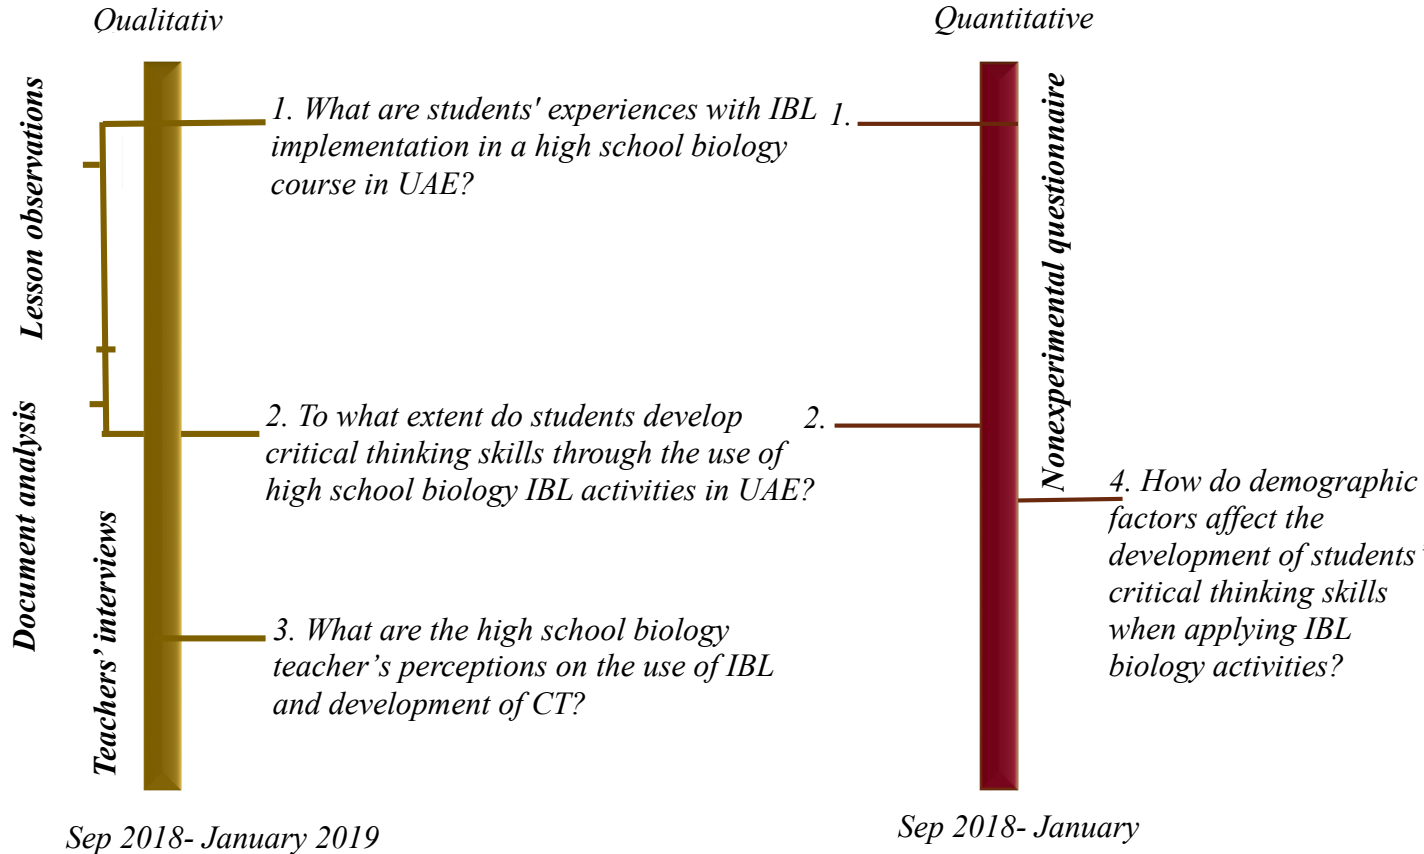 Qualitativ
Quantitative
Lesson observations
Document analysis
Teachers' interviews
1. What are students' experiences with IBL
implementation in a high school biology
course in UAE?
2. To what extent do students develop
critical thinking skills through the use of
high school biology IBL activities in UAE?
3. What are the high school biology
teacher’s perceptions on the use of IBL
and development of CT?
1.
2.
Nonexperimental questionnaire
4. How do demographic
factors affect the
development of students’
critical thinking skills
when applying IBL
biology activities?
Sep 2018- January 2019
Sep 2018- January